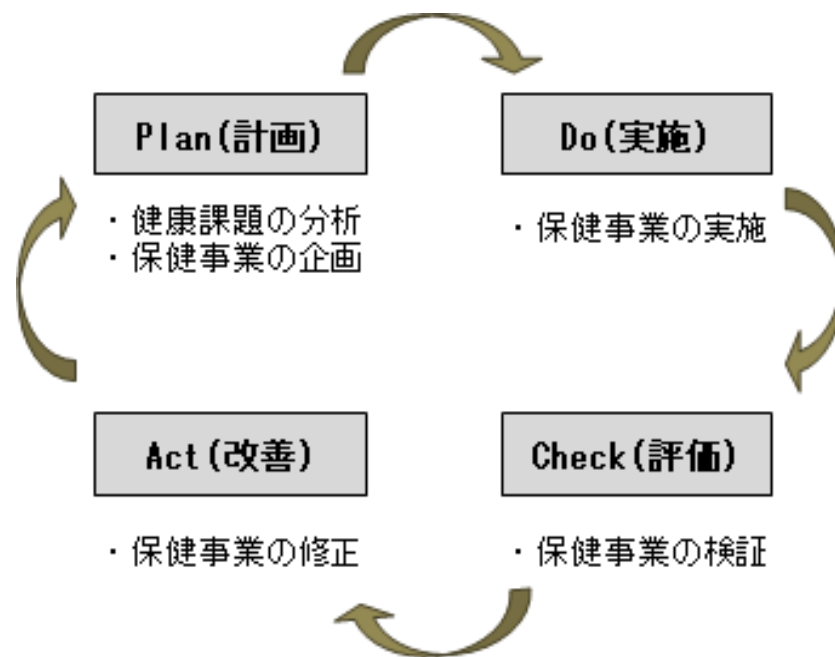 Plan(計画)
・健康課題の分析
・保健事業の企画
Do(実施)
・保健事業の実施
Act(改善)
・保健事業の修正
Check(評価)
・保健事業の検証